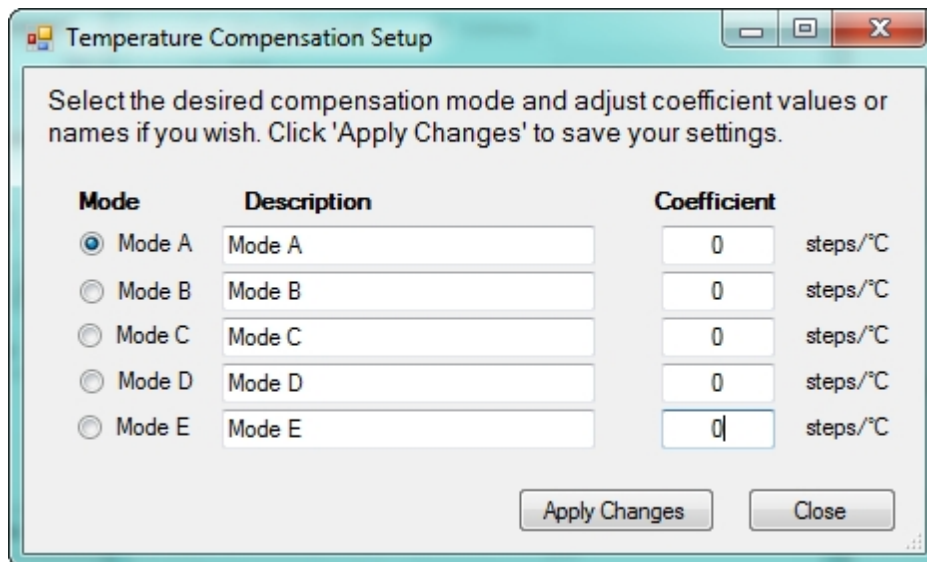 Temperature Compensation Setup
Select the desired compensation mode and adjust coefficient values or
names if you wish. Click 'Apply Changes' to save your settings.
Mode Description Coefficient
Mode A Mode A 0 steps/°C
Mode B Mode B 0 steps/°C
Mode C Mode C 0 steps/°C
Mode D Mode D 0 steps/°C
Mode E Mode E 0 steps/°C
Apply Changes Close